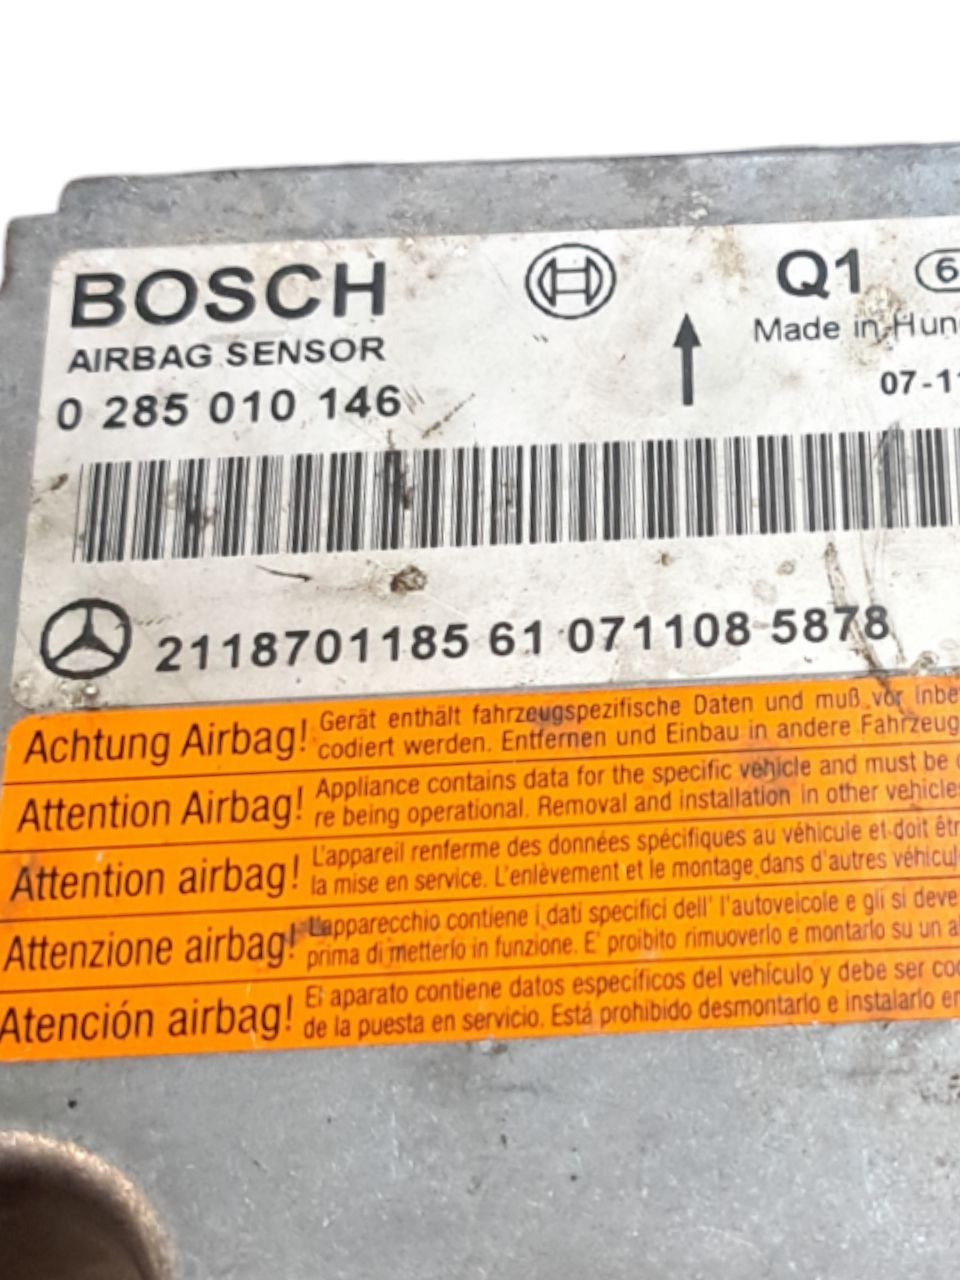 BOSCH
Q1
6
AIRBAG SENSOR
Made in
0 285 010 146
2118701185 61 071108 5878
Achtung Airbag!
Gerät enthält fahrzeugspezifische Daten und muß vor
codiert werden. Entfernen und Einbau in andere
Attention Airbag!
Appliance contains data for the specific vehicle and must be
re being operational. Removal and installation in other
Attention airbag!
L'appareil renferme des données spécifiques au véhicule et doit
la mise en service. L'enlèvement et le montage dans d'autres
Attenzione airbag!
L'apparecchio contiene i dati specifici dell' l'autoveicole e gli si deve
prima di metterlo in funzione. E' proibito rimuoverlo e montarlo su un
Atención airbag!
El aparato contiene datos específicos del vehículo y debe ser
de la puesta en servicio. Está prohibido desmontarlo e instalarlo